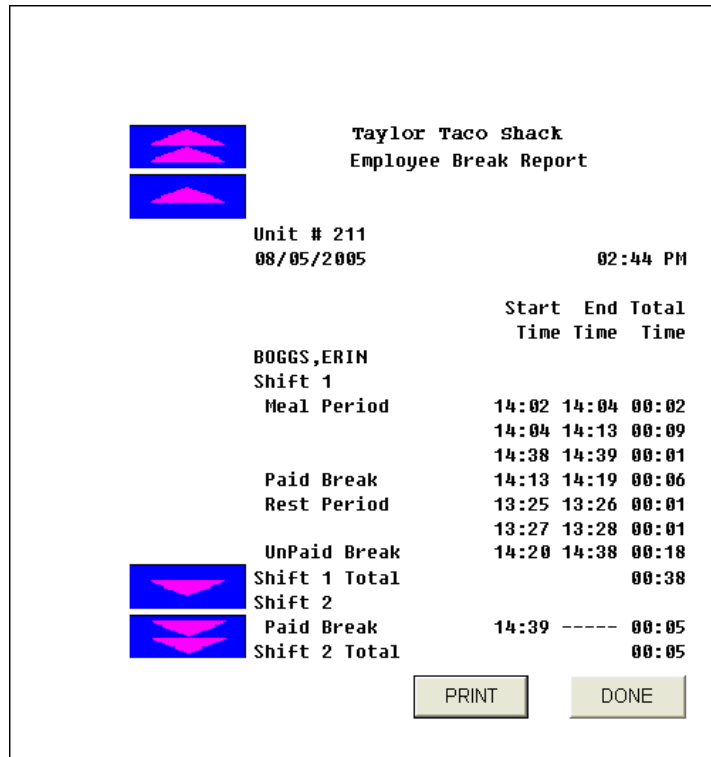 Taylor Taco Shack
Employee Break Report
Unit # 211
08/05/2005 02:44 PM
Start End Total
Time Time Time
BOGGS,ERIN
Shift 1
Meal Period 14:02 14:04 00:02
14:04 14:13 00:09
14:38 14:39 00:01
Paid Break 14:13 14:19 00:06
Rest Period 13:25 13:26 00:01
13:27 13:28 00:01
UnPaid Break 14:20 14:38 00:18
Shift 1 Total 00:38
Shift 2
Paid Break 14:39 ----- 00:05
Shift 2 Total 00:05
PRINT DONE